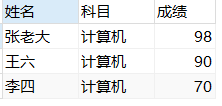 姓名 科目 成绩
张老大 计算机 98
王六 计算机 90
李四 计算机 70